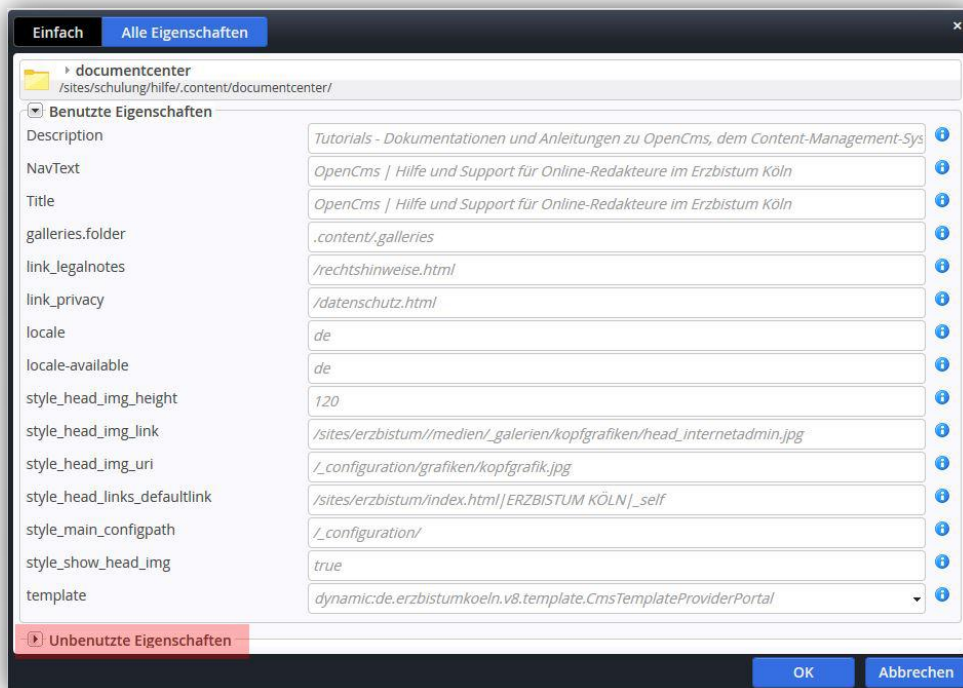 Einfach Alle Eigenschaften ×
documentcenter
/sites/schulung/hilfe/.content/documentcenter/
Benutzte Eigenschaften
Description Tutorials - Dokumentationen und Anleitungen zu OpenCms, dem Content-Management-Sys
NavText OpenCms | Hilfe und Support für Online-Redakteure im Erzbistum Köln
Title OpenCms | Hilfe und Support für Online-Redakteure im Erzbistum Köln
galleries.folder .content/.galleries
link_legalnotes /rechtshinweise.html
link_privacy /datenschutz.html
locale de
locale-available de
style_head_img_height 120
style_head_img_link /sites/erzbistum//medien/_galerien/kopfgrafiken/head_internetadmin.jpg
style_head_img_uri /_configuration/grafiken/kopfgrafik.jpg
style_head_links_defaultlink /sites/erzbistum/index.html|ERZBISTUM KÖLN|_self
style_main_configpath /_configuration/
style_show_head_img true
template dynamic:de.erzbistumkoeln.v8.template.CmsTemplateProviderPortal
Unbenutzte Eigenschaften
OK Abbrechen